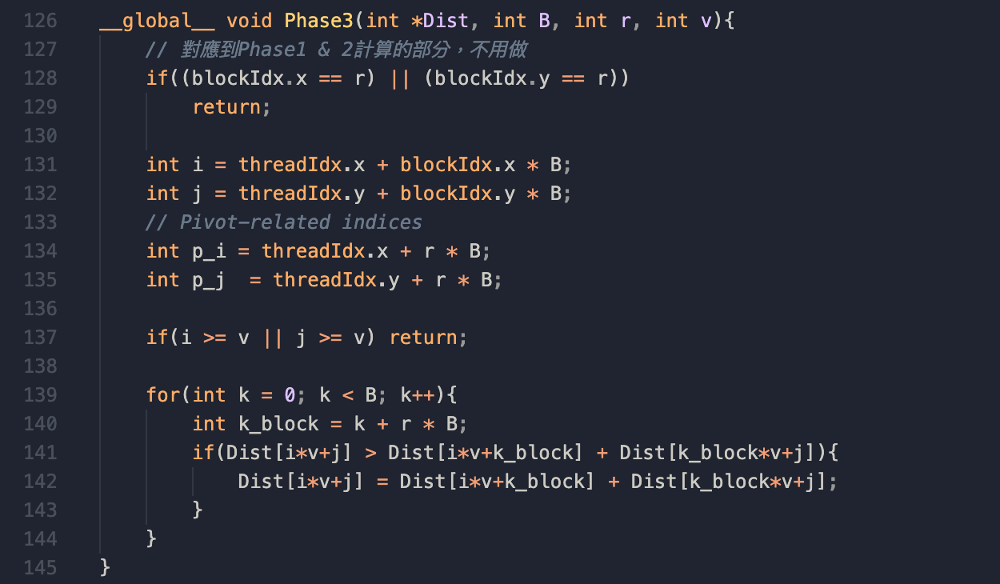 126 __global__ void Phase3(int *Dist, int B, int r, int v){
127     // 對應到Phase1 & 2計算的部分，不用做
128     if((blockIdx.x == r) || (blockIdx.y == r))
129         return;
130
131     int i = threadIdx.x + blockIdx.x * B;
132     int j = threadIdx.y + blockIdx.y * B;
133     // Pivot-related indices
134     int p_i = threadIdx.x + r * B;
135     int p_j  = threadIdx.y + r * B;
136
137     if(i >= v || j >= v) return;
138
139     for(int k = 0; k < B; k++){
140         int k_block = k + r * B;
141         if(Dist[i*v+j] > Dist[i*v+k_block] + Dist[k_block*v+j]){
142             Dist[i*v+j] = Dist[i*v+k_block] + Dist[k_block*v+j];
143         }
144     }
145 }